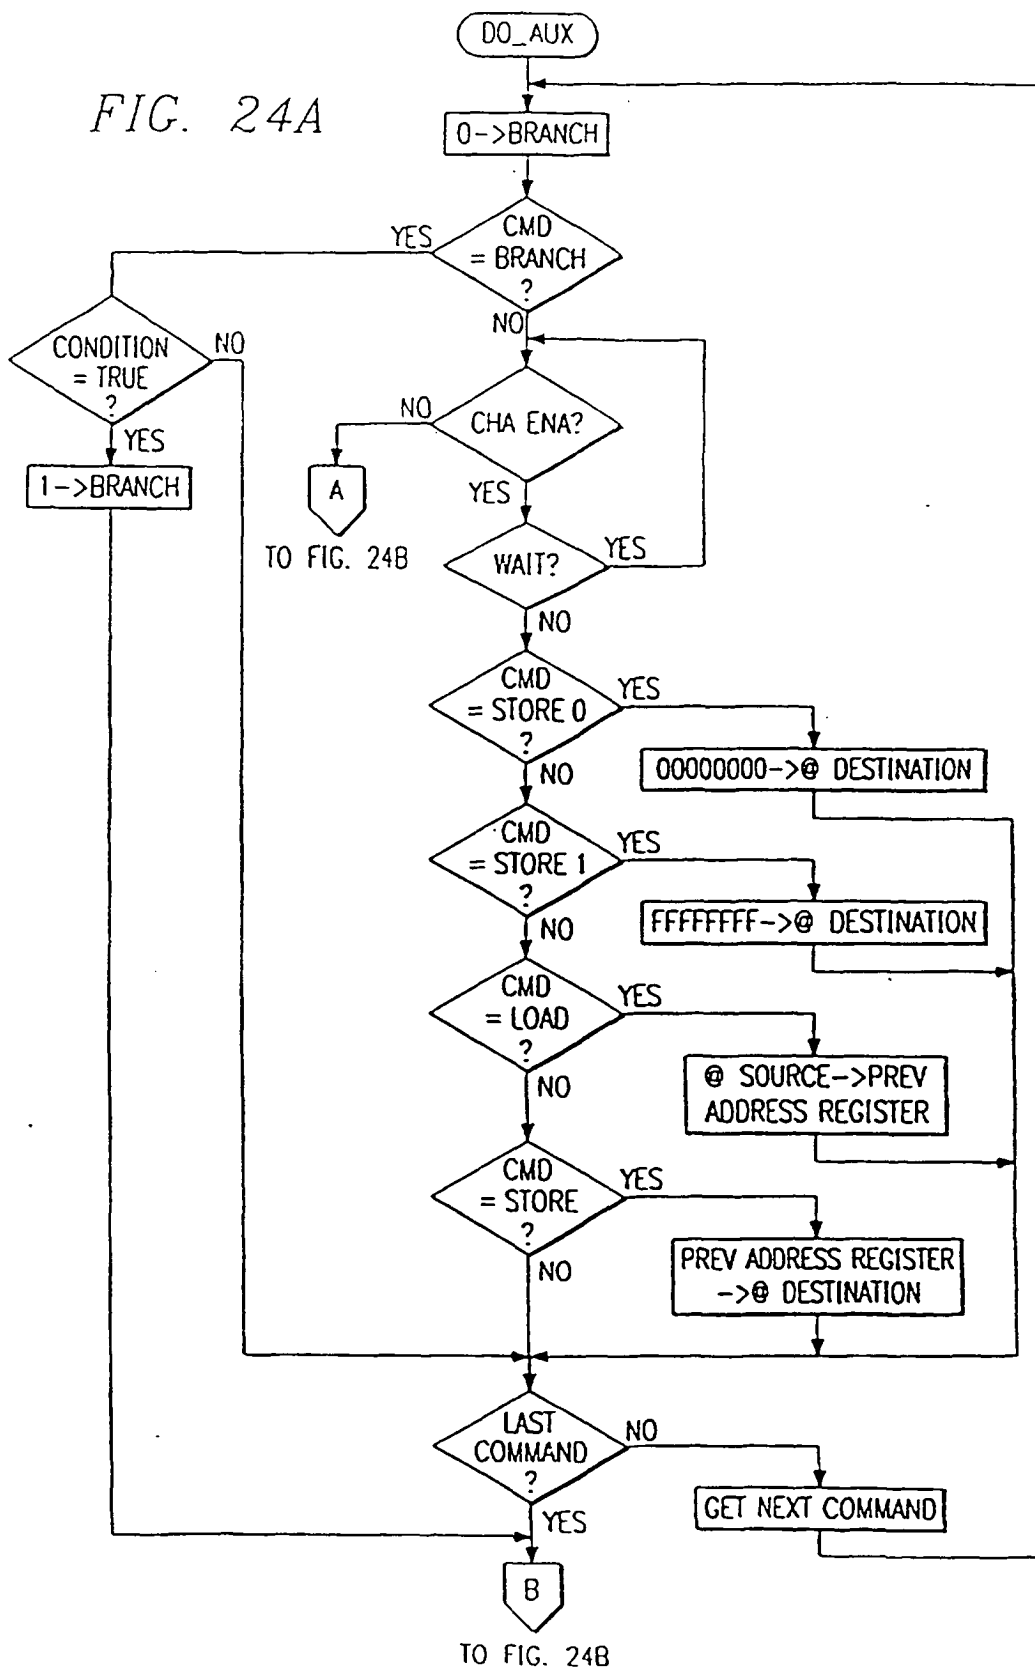 DO_AUX
FIG. 24A
0->BRANCH
CMD
= BRANCH
?
YES
NO
CONDITION
= TRUE
?
NO
YES
1->BRANCH
CHA ENA?
NO
YES
A
TO FIG. 24B
WAIT?
YES
NO
CMD
= STORE 0
?
YES
NO
00000000->@ DESTINATION
CMD
= STORE 1
?
YES
NO
FFFFFFFF->@ DESTINATION
CMD
= LOAD
?
YES
NO
@ SOURCE->PREV
ADDRESS REGISTER
CMD
= STORE
?
YES
NO
PREV ADDRESS REGISTER
->@ DESTINATION
LAST
COMMAND
?
NO
YES
GET NEXT COMMAND
B
TO FIG. 24B